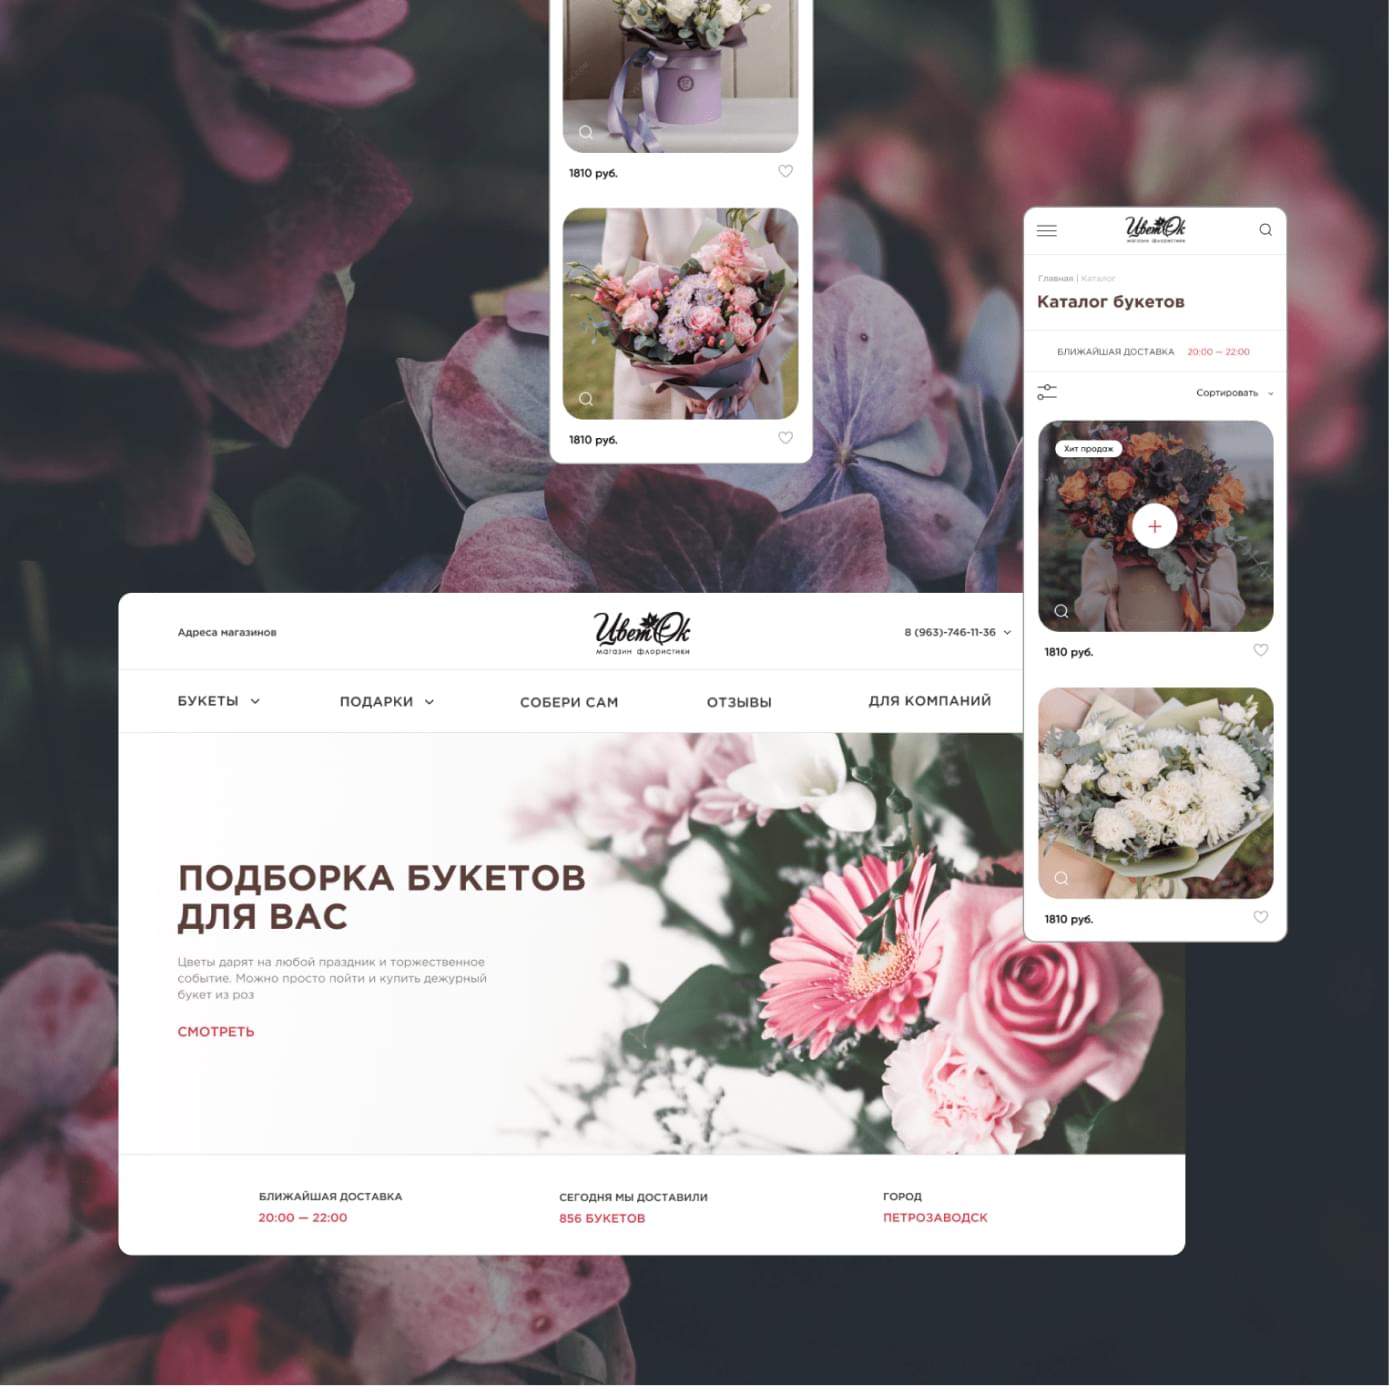 1810 руб.
1810 руб.
ЦветОк
магазин флористики
Главная | Каталог
Каталог букетов
БЛИЖАЙШАЯ ДОСТАВКА 20:00 — 22:00
Сортировать
Хит продаж
1810 руб.
1810 руб.
Адреса магазинов
ЦветОк
магазин флористики
8 (963)-746-11-36
БУКЕТЫ ПОДАРКИ СОБЕРИ САМ ОТЗЫВЫ ДЛЯ КОМПАНИЙ
ПОДБОРКА БУКЕТОВ
ДЛЯ ВАС
Цветы дарят на любой праздник и торжественное
событие. Можно просто пойти и купить дежурный
букет из роз
СМОТРЕТЬ
БЛИЖАЙШАЯ ДОСТАВКА
20:00 — 22:00
СЕГОДНЯ МЫ ДОСТАВИЛИ
856 БУКЕТОВ
ГОРОД
ПЕТРОЗАВОДСК